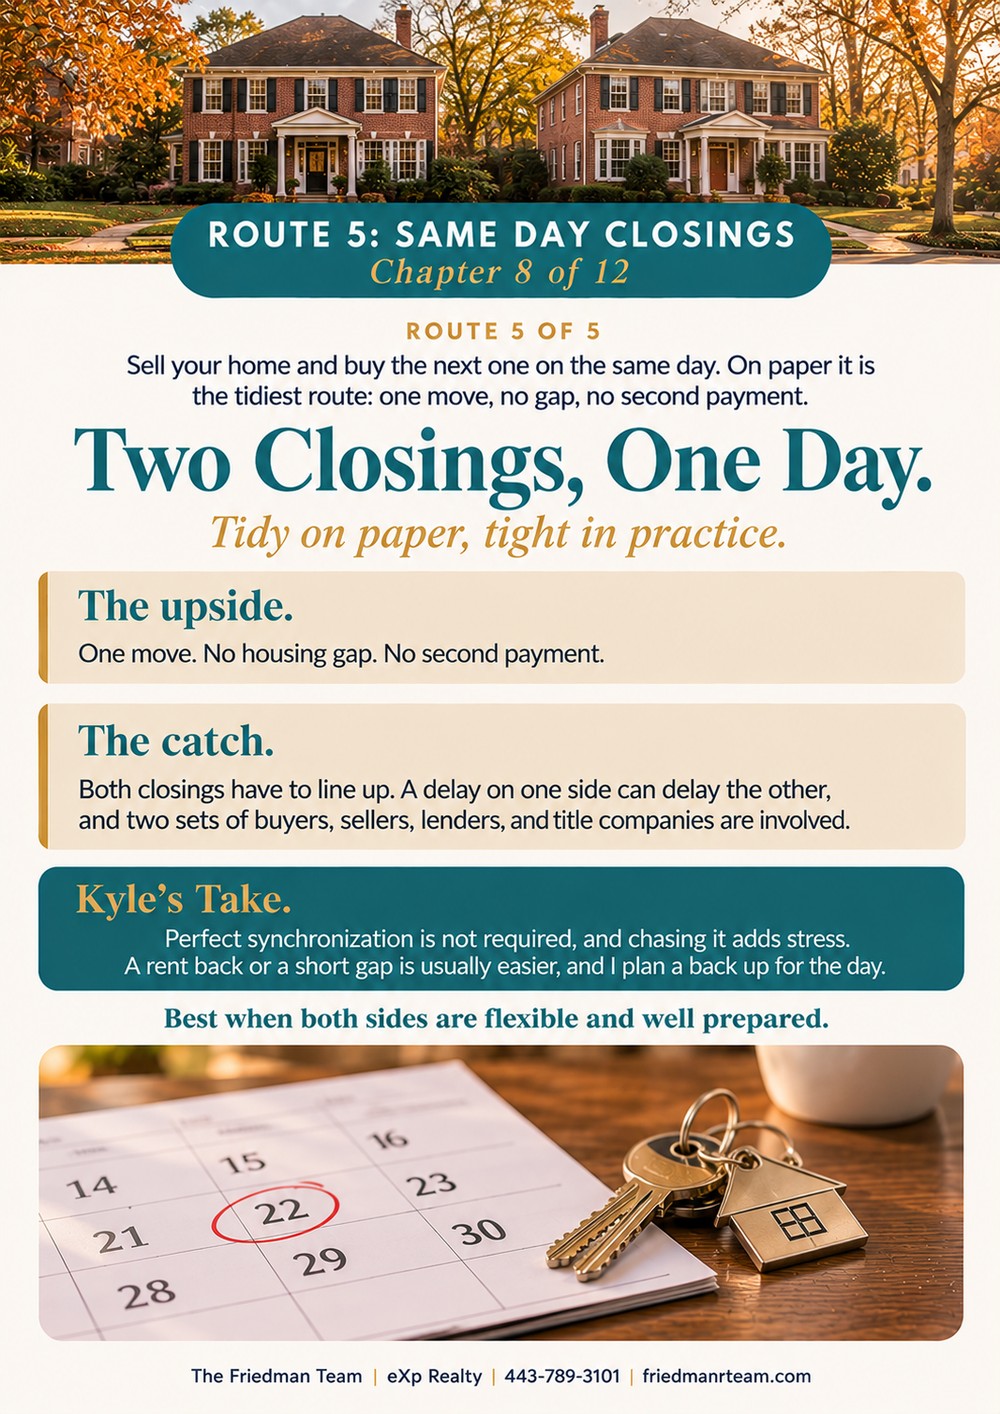 ROUTE 5: SAME DAY CLOSINGS
Chapter 8 of 12
ROUTE 5 OF 5
Sell your home and buy the next one on the same day. On paper it is
the tidiest route: one move, no gap, no second payment.
Two Closings, One Day.
Tidy on paper, tight in practice.
The upside.
One move. No housing gap. No second payment.
The catch.
Both closings have to line up. A delay on one side can delay the other,
and two sets of buyers, sellers, lenders, and title companies are involved.
Kyle's Take.
Perfect synchronization is not required, and chasing it adds stress.
A rent back or a short gap is usually easier, and I plan a back up for the day.
Best when both sides are flexible and well prepared.
14 15 16
21 22 23
28 29 30
The Friedman Team | eXp Realty | 443-789-3101 | friedmanrteam.com